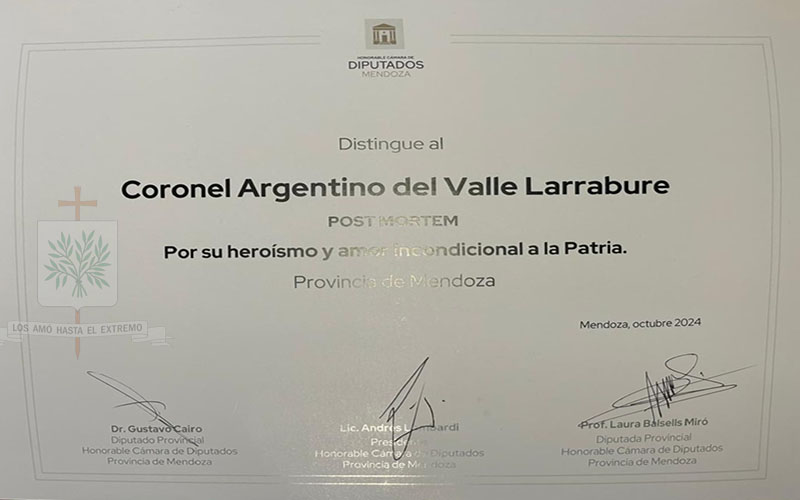 HONORABLE CÁMARA DE
DIPUTADOS
MENDOZA
Distingue al
Coronel Argentino del Valle Larrabure
POST MORTEM
Por su heroísmo y amor incondicional a la Patria.
Provincia de Mendoza
LOS AMÓ HASTA EL EXTREMO
Mendoza, octubre 2024
Dr. Gustavo Cairo
Diputado Provincial
Honorable Cámara de Diputados
Provincia de Mendoza
Lic. Andrés Lombardi
Presidente
Honorable Cámara de Diputados
Provincia de Mendoza
Prof. Laura Balsells Miró
Diputada Provincial
Honorable Cámara de Diputados
Provincia de Mendoza